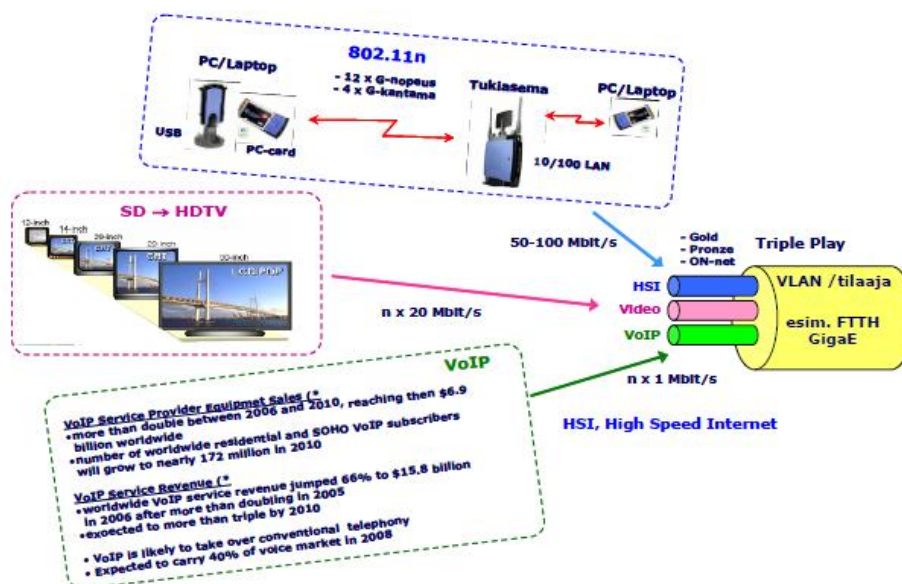 802.11n
- 12 x G-nopeus
- 4 x G-kantama
PC/Laptop
USB
PC-card
Tukiasema
10/100 LAN
PC/Laptop
SD → HDTV
12-inch
14-inch
LCD/PDP
n x 20 Mbit/s
50-100 Mbit/s
- Gold
- Pronze
- ON-net
Triple Play
HSI
Video
VoIP
VLAN /tilaaja
esim. FTTH
GigaE
n x 1 Mbit/s
HSI, High Speed Internet
VoIP
VoIP Service Provider Equipmet Sales (*
•more than double between 2006 and 2010, reaching then $6.9
billion worldwide
•number of worldwide residential and SOHO VoIP subscribers
will grow to nearly 172 million in 2010
VoIP Service Revenue (*
•worldwide VoIP service revenue jumped 66% to $15.8 billion
in 2006 after more than doubling in 2005
•exoected to more than triple by 2010
• VoIP is likely to take over conventional telephony
• Expected to carry 40% of voice market in 2008